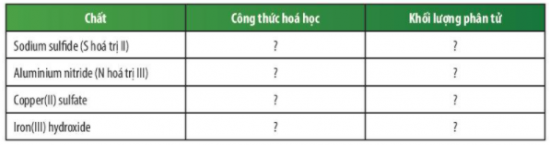 Chất Công thức hoá học Khối lượng phân tử
Sodium sulfide (S hoá trị II) ? ?
Aluminium nitride (N hoá trị III) ? ?
Copper(II) sulfate ? ?
Iron(III) hydroxide ? ?